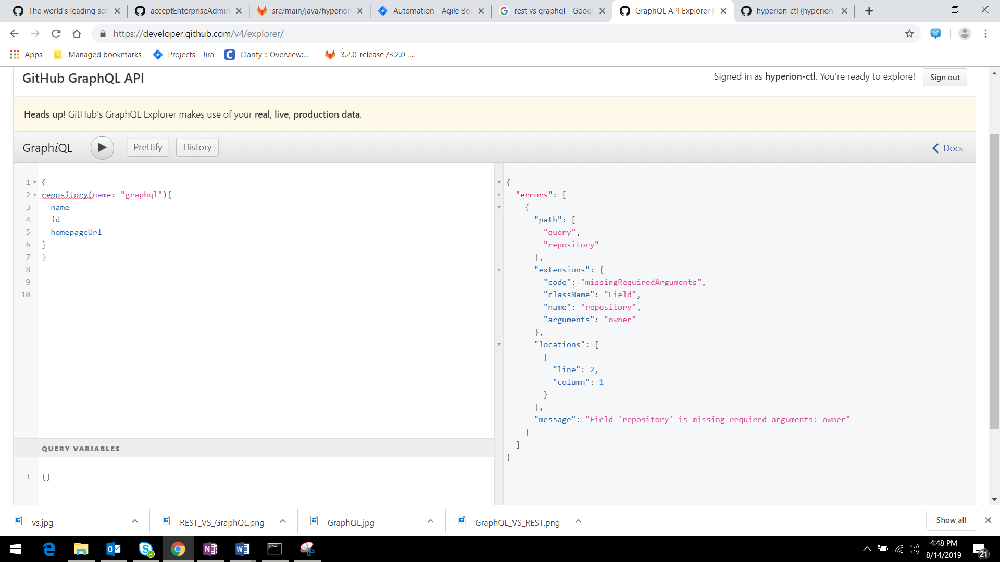 The world's leading sof
acceptEnterpriseAdmin
src/main/java/hyperion
Automation - Agile Boa
rest vs graphql - Googl
GraphQL API Explorer |
hyperion-ctl (hyperion-
https://developer.github.com/v4/explorer/
Apps
Managed bookmarks
Projects - Jira
Clarity :: Overview:...
3.2.0-release /3.2.0-...
GitHub GraphQL API
Signed in as hyperion-ctl. You're ready to explore!
Sign out
Heads up! GitHub's GraphQL Explorer makes use of your real, live, production data.
GraphiQL
Prettify
History
Docs
1 {
2 repository(name: "graphql"){
3 name
4 id
5 homepageUrl
6 }
7 }
8
9
10
{
"errors": [
{
"path": [
"query",
"repository"
],
"extensions": {
"code": "missingRequiredArguments",
"className": "Field",
"name": "repository",
"arguments": "owner"
},
"locations": [
{
"line": 2,
"column": 1
}
],
"message": "Field 'repository' is missing required arguments: owner"
}
]
}
QUERY VARIABLES
1 {}
vs.jpg
REST_VS_GraphQL.png
GraphQL.jpg
GraphQL_VS_REST.png
Show all
4:48 PM
8/14/2019
21